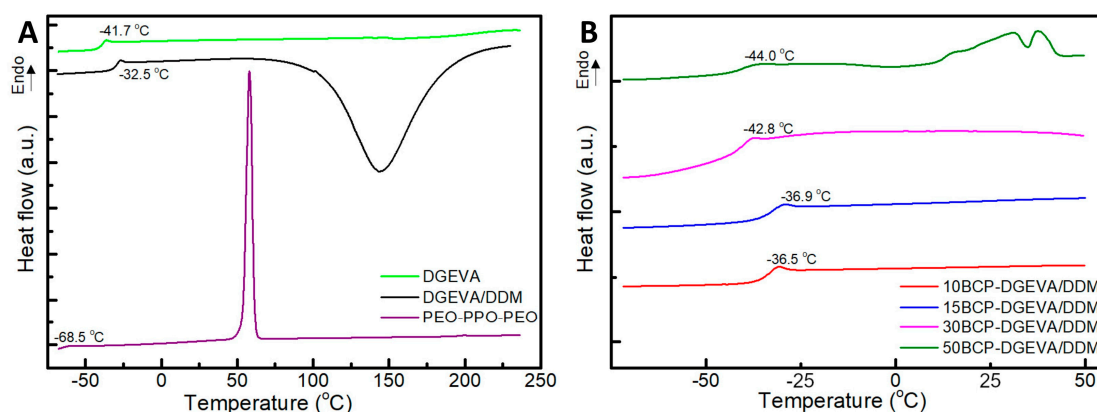 A
-41.7 °C
-32.5 °C
-68.5 °C
Endo
Heat flow (a.u.)
DGEVA
DGEVA/DDM
PEO-PPO-PEO
-50 0 50 100 150 200 250
Temperature (°C)
B
-44.0 °C
-42.8 °C
-36.9 °C
-36.5 °C
Endo
Heat flow (a.u.)
10BCP-DGEVA/DDM
15BCP-DGEVA/DDM
30BCP-DGEVA/DDM
50BCP-DGEVA/DDM
-50 -25 0 25 50
Temperature (°C)